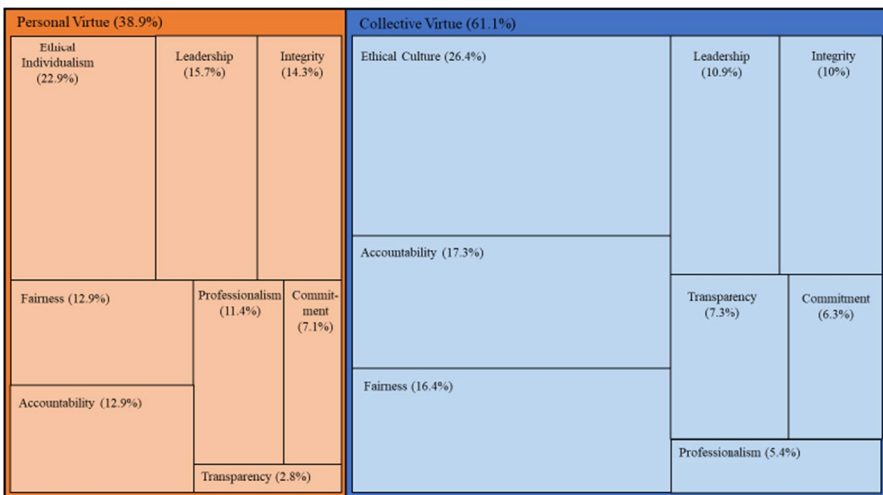 Personal Virtue (38.9%)
Ethical
Individualism
(22.9%)
Leadership
(15.7%)
Integrity
(14.3%)
Fairness (12.9%)
Professionalism
(11.4%)
Commit-
ment
(7.1%)
Accountability (12.9%)
Transparency (2.8%)
Collective Virtue (61.1%)
Ethical Culture (26.4%)
Leadership
(10.9%)
Integrity
(10%)
Accountability (17.3%)
Transparency
(7.3%)
Commitment
(6.3%)
Fairness (16.4%)
Professionalism (5.4%)